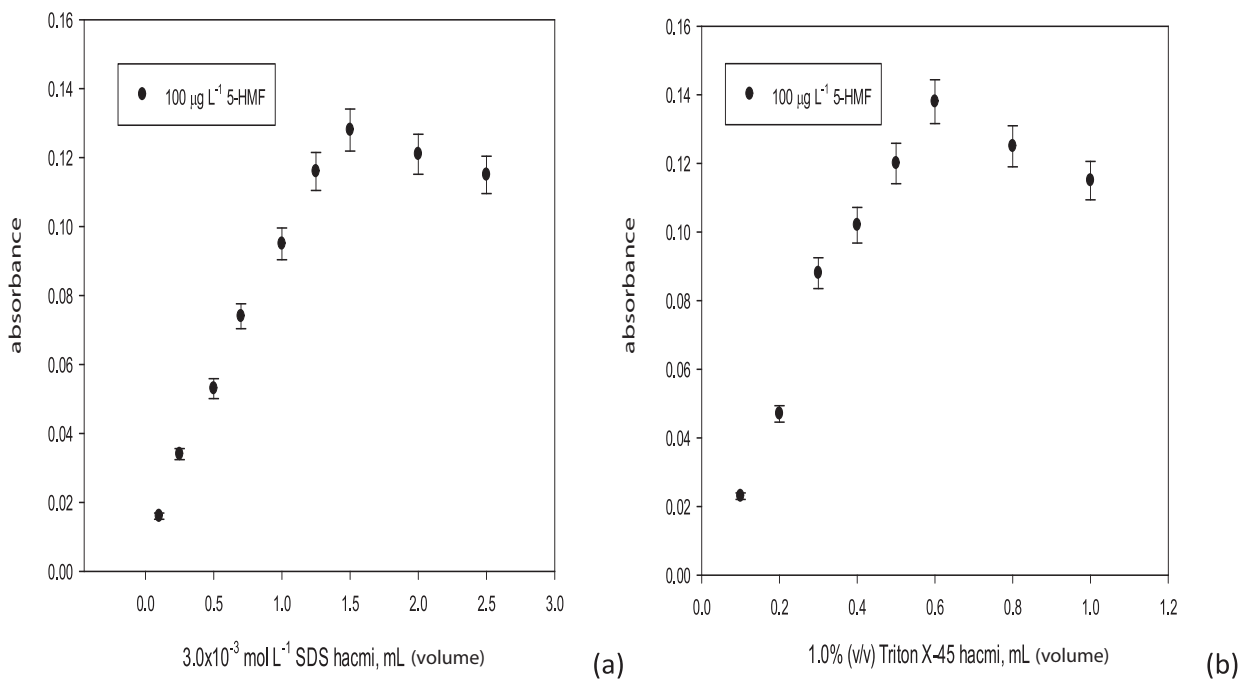 0.16
0.14
0.12
0.10
0.08
0.06
0.04
0.02
0.00
absorbance
100 µg L⁻¹ 5-HMF
0.0 0.5 1.0 1.5 2.0 2.5 3.0
3.0x10⁻³ mol L⁻¹ SDS hacmi, mL (volume)
(a)
0.16
0.14
0.12
0.10
0.08
0.06
0.04
0.02
0.00
absorbance
100 µg L⁻¹ 5-HMF
0.0 0.2 0.4 0.6 0.8 1.0 1.2
1.0% (v/v) Triton X-45 hacmi, mL (volume)
(b)